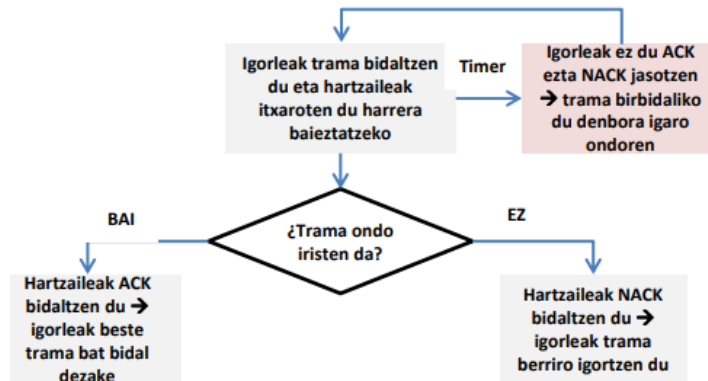 Igorleak trama bidaltzen
du eta hartzaileak
itxaroten du harrera
baieztatzeko
Timer
Igorleak ez du ACK
ezta NACK jasotzen
➔ trama birbidaliko
du denbora igaro
ondoren
BAI
¿Trama ondo
iristen da?
EZ
Hartzaileak ACK
bidaltzen du ➔
igorleak beste
trama bat bidal
dezake
Hartzaileak NACK
bidaltzen du ➔
igorleak trama
berriro igortzen du